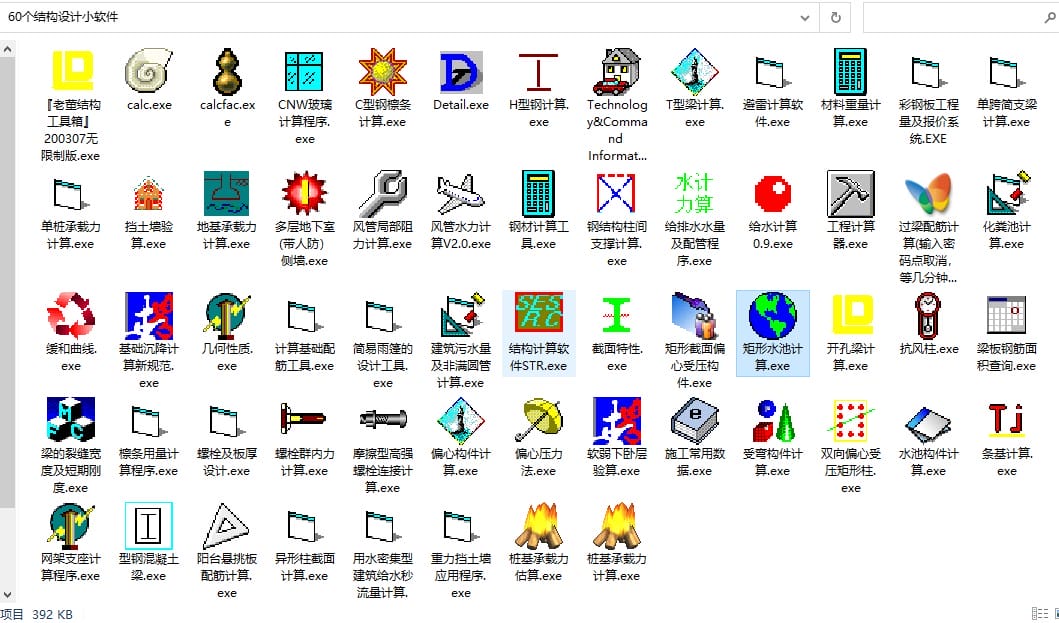 60个结构设计小软件
『老萤结构
工具箱』
200307无
限制版.exe
calc.exe
calcfac.ex
e
CNW玻璃
计算程序.
exe
C型钢檩条
计算.exe
Detail.exe
H型钢计算.
exe
Technolog
y&Comma
nd
Informat...
T型梁计算.
exe
避雷计算软
件.exe
材料重量计
算.exe
彩钢板工程
量及报价系
统.EXE
单跨简支梁
计算.exe
单桩承载力
计算.exe
挡土墙验
算.exe
地基承载力
计算.exe
多层地下室
(带人防)
侧墙.exe
风管局部阻
力计算.exe
风管水力计
算V2.0.exe
钢材计算工
具.exe
钢结构柱间
支撑计算.
exe
水计
力算
给排水水量
及配管程
序.exe
给水计算
0.9.exe
工程计算
器.exe
过梁配筋计
算(输入密
码点取消,
等几分钟...
化粪池计
算.exe
缓和曲线.
exe
基础沉降计
算新规范.
exe
几何性质.
exe
计算基础配
筋工具.exe
简易雨篷的
设计工具.
exe
建筑污水量
及非满圆管
计算.exe
结构计算软
件STR.exe
截面特性.
exe
矩形截面偏
心受压构
件.exe
矩形水池计
算.exe
开孔梁计
算.exe
抗风柱.exe
梁板钢筋面
积查询.exe
梁的裂缝宽
度及短期刚
度.exe
檩条用量计
算程序.exe
螺栓及板厚
设计.exe
螺栓群内力
计算.exe
摩擦型高强
螺栓连接计
算.exe
偏心构件计
算.exe
偏心压力
法.exe
软弱下卧层
验算.exe
施工常用数
据.exe
受弯构件计
算.exe
双向偏心受
压矩形柱.
exe
水池构件计
算.exe
Tj
条基计算.
exe
网架支座计
算程序.exe
型钢混凝土
梁.exe
阳台悬挑板
配筋计算.
exe
异形柱截面
计算.exe
用水密集型
建筑给水秒
流量计算.
重力挡土墙
应用程序.
exe
桩基承载力
估算.exe
桩基承载力
计算.exe
项目 392 KB